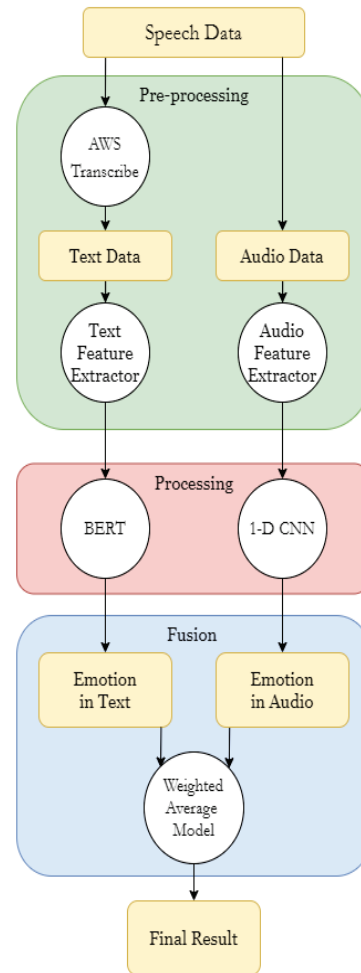 Speech Data
Pre-processing
AWS
Transcribe
Text Data
Audio Data
Text
Feature
Extractor
Audio
Feature
Extractor
Processing
BERT
1-D CNN
Fusion
Emotion
in Text
Emotion
in Audio
Weighted
Average
Model
Final Result